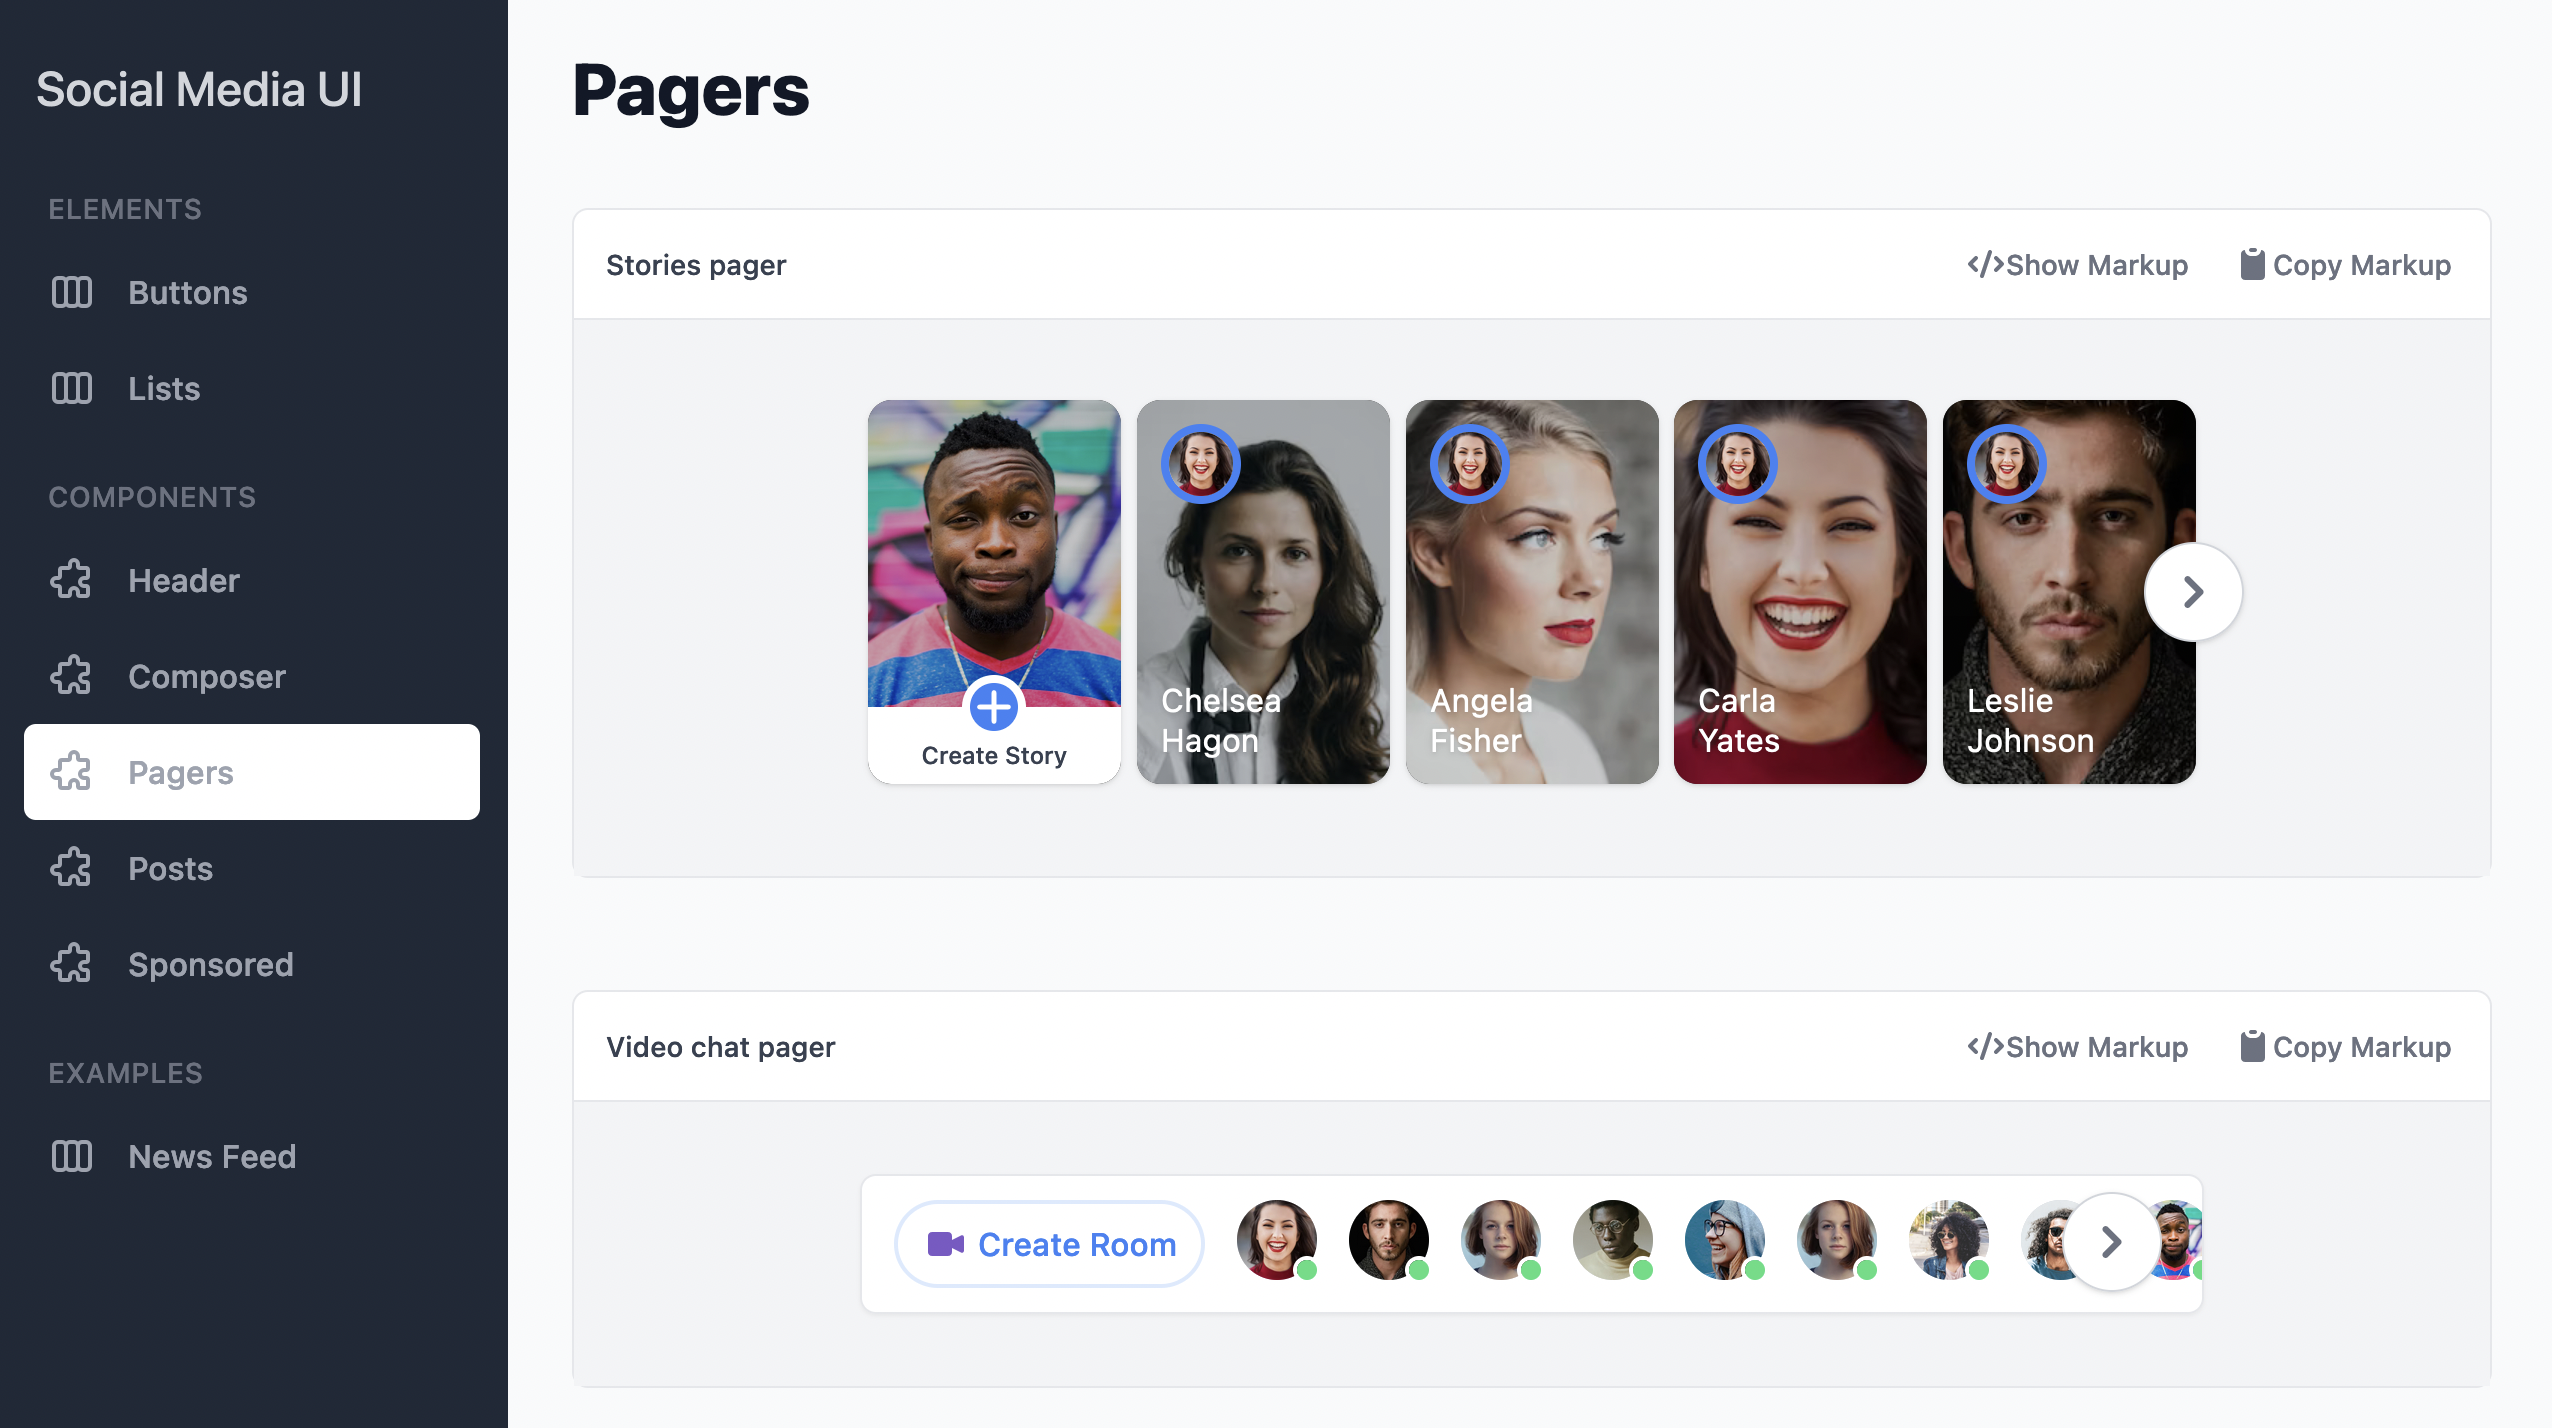 Social Media UI
ELEMENTS
Buttons
Lists
COMPONENTS
Header
Composer
Pagers
Posts
Sponsored
EXAMPLES
News Feed
Pagers
Stories pager
</>Show Markup
Copy Markup
Create Story
Chelsea
Hagon
Angela
Fisher
Carla
Yates
Leslie
Johnson
Video chat pager
</>Show Markup
Copy Markup
Create Room